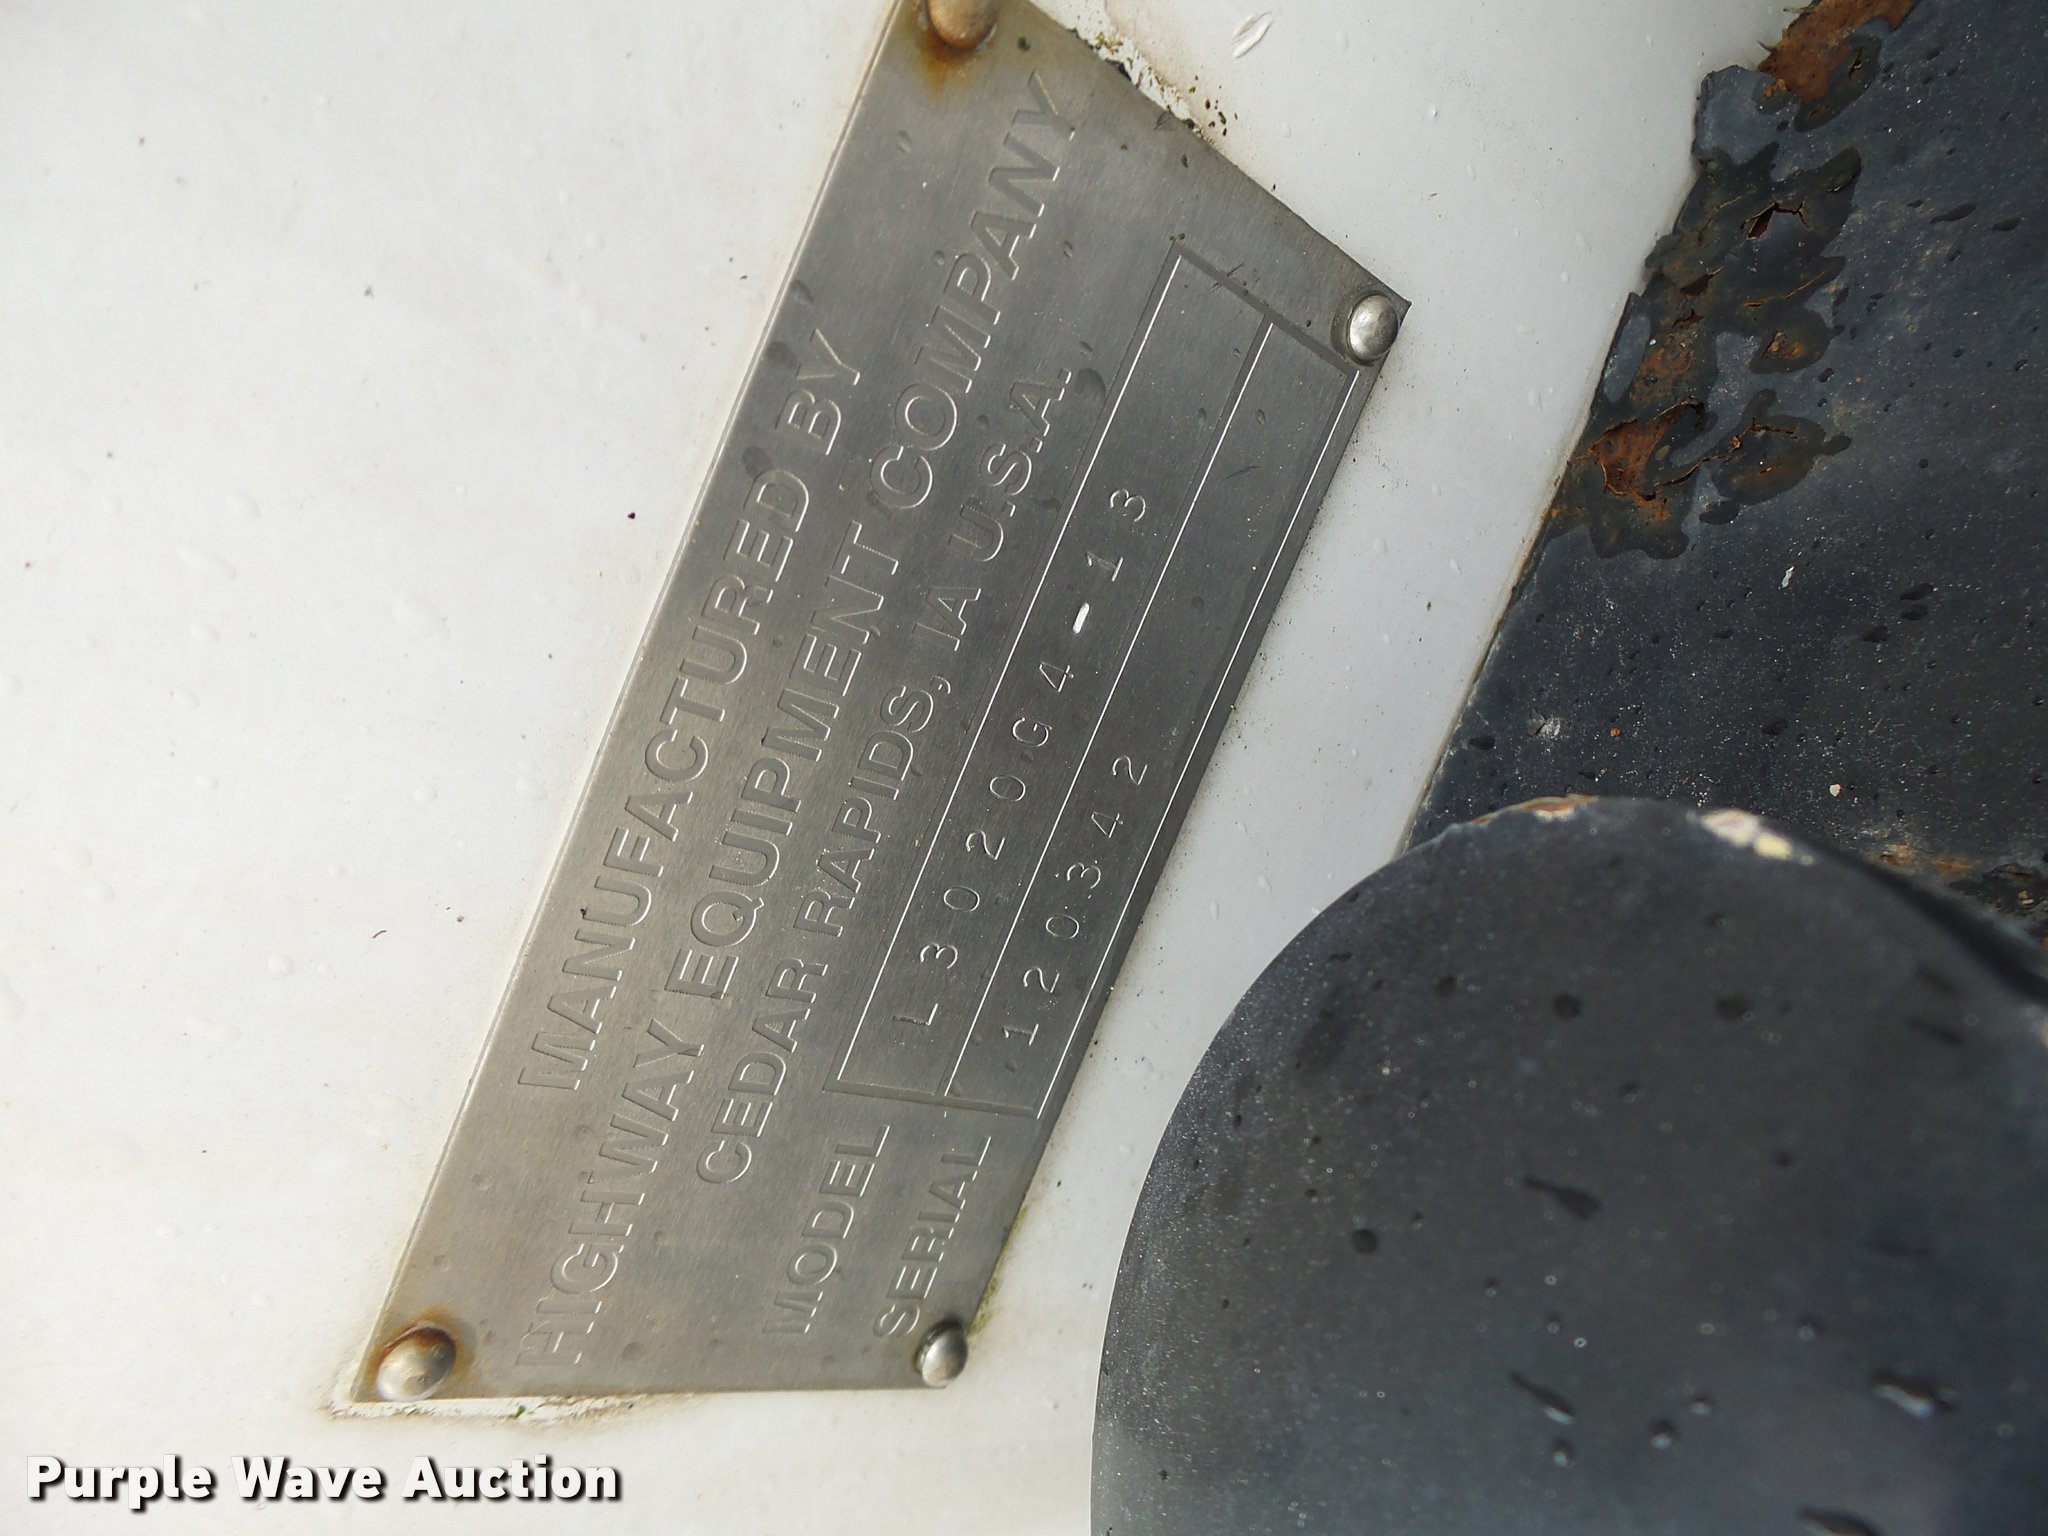 MANUFACTURED BY
HIGHWAY EQUIPMENT COMPANY
CEDAR RAPIDS, IA U.S.A.
MODEL L3020G4-13
SERIAL 120342
Purple Wave Auction